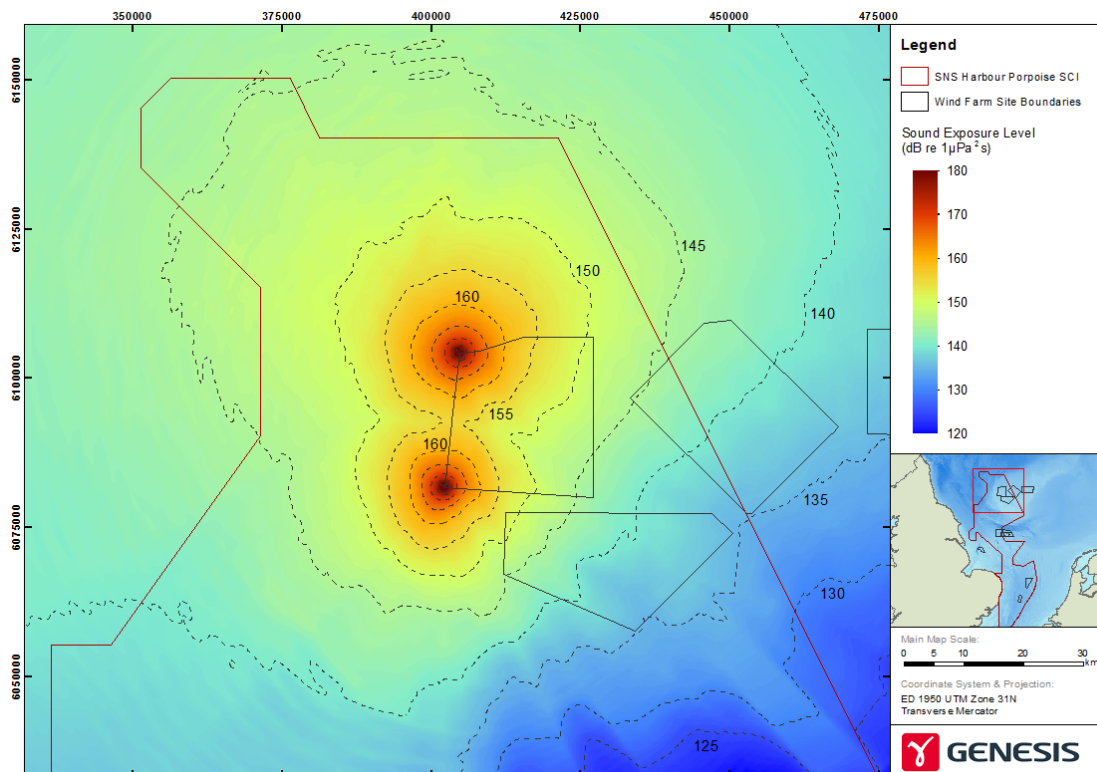 350000 375000 400000 425000 450000 475000
6150000
6125000
6100000
6075000
6050000
145
150
160
140
155
160
135
130
125
Legend
SNS Harbour Porpoise SCI
Wind Farm Site Boundaries
Sound Exposure Level
(dB re 1µPa²s)
180
170
160
150
140
130
120
Main Map Scale:
0 5 10 20 30
km
Coordinate System & Projection:
ED 1950 UTM Zone 31N
Transverse Mercator
GENESIS